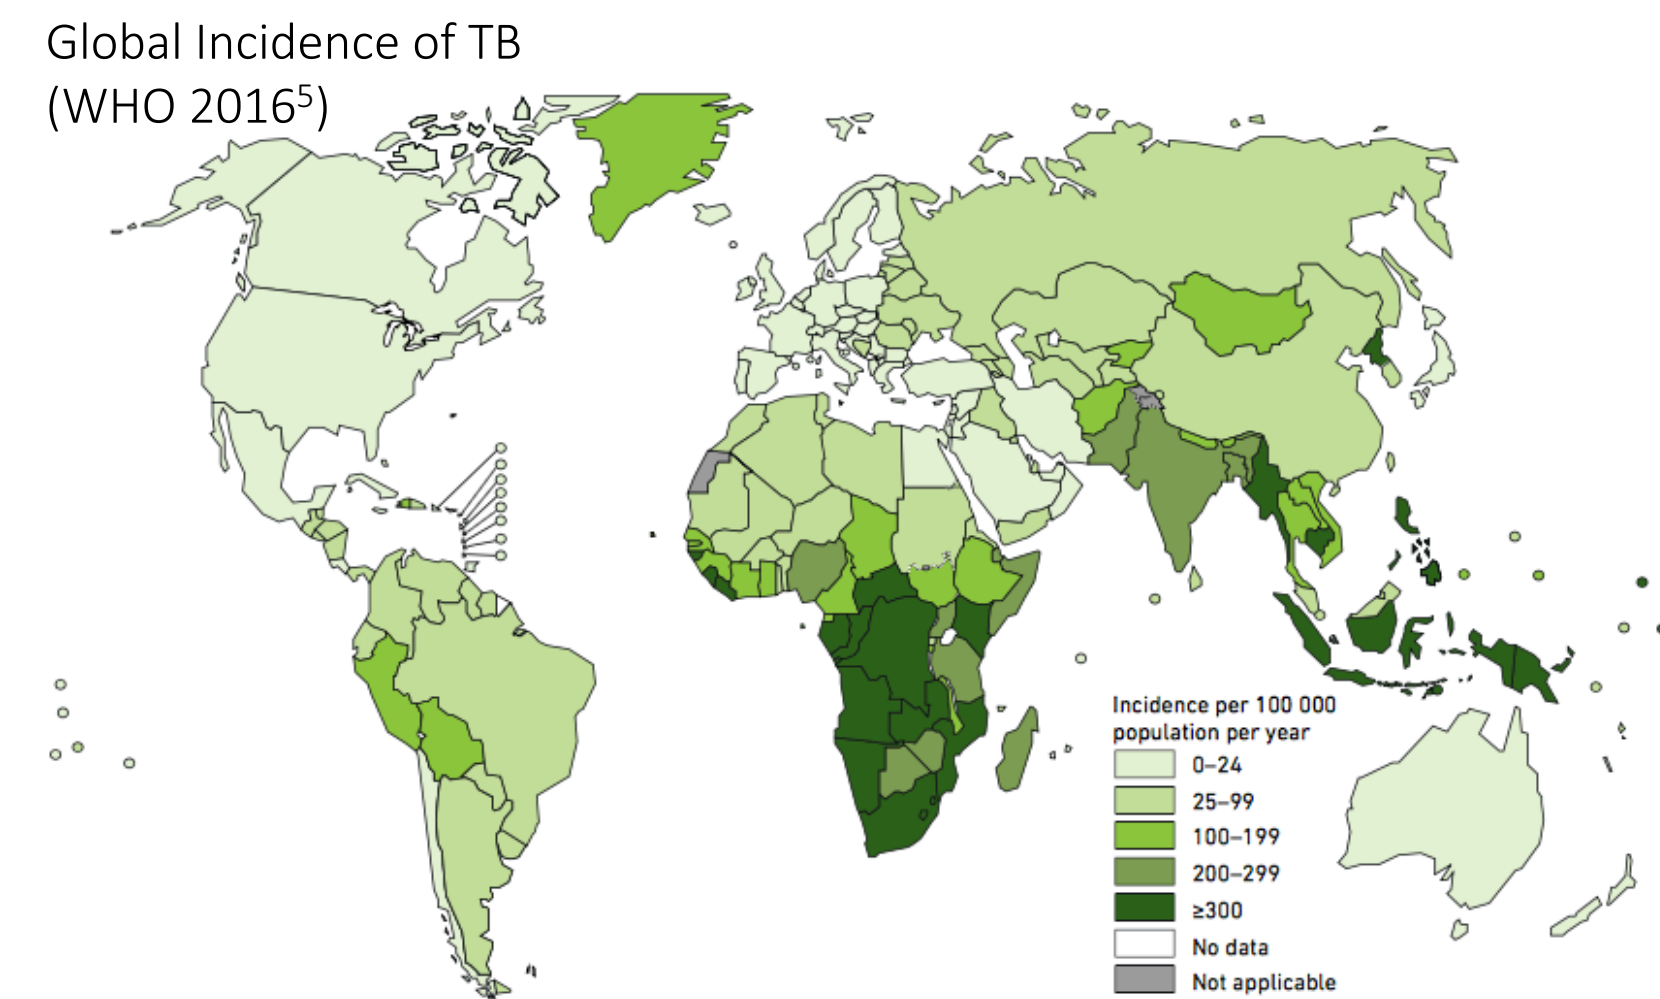 Global Incidence of TB
(WHO 2016⁵)
Incidence per 100 000
population per year
0–24
25–99
100–199
200–299
≥300
No data
Not applicable